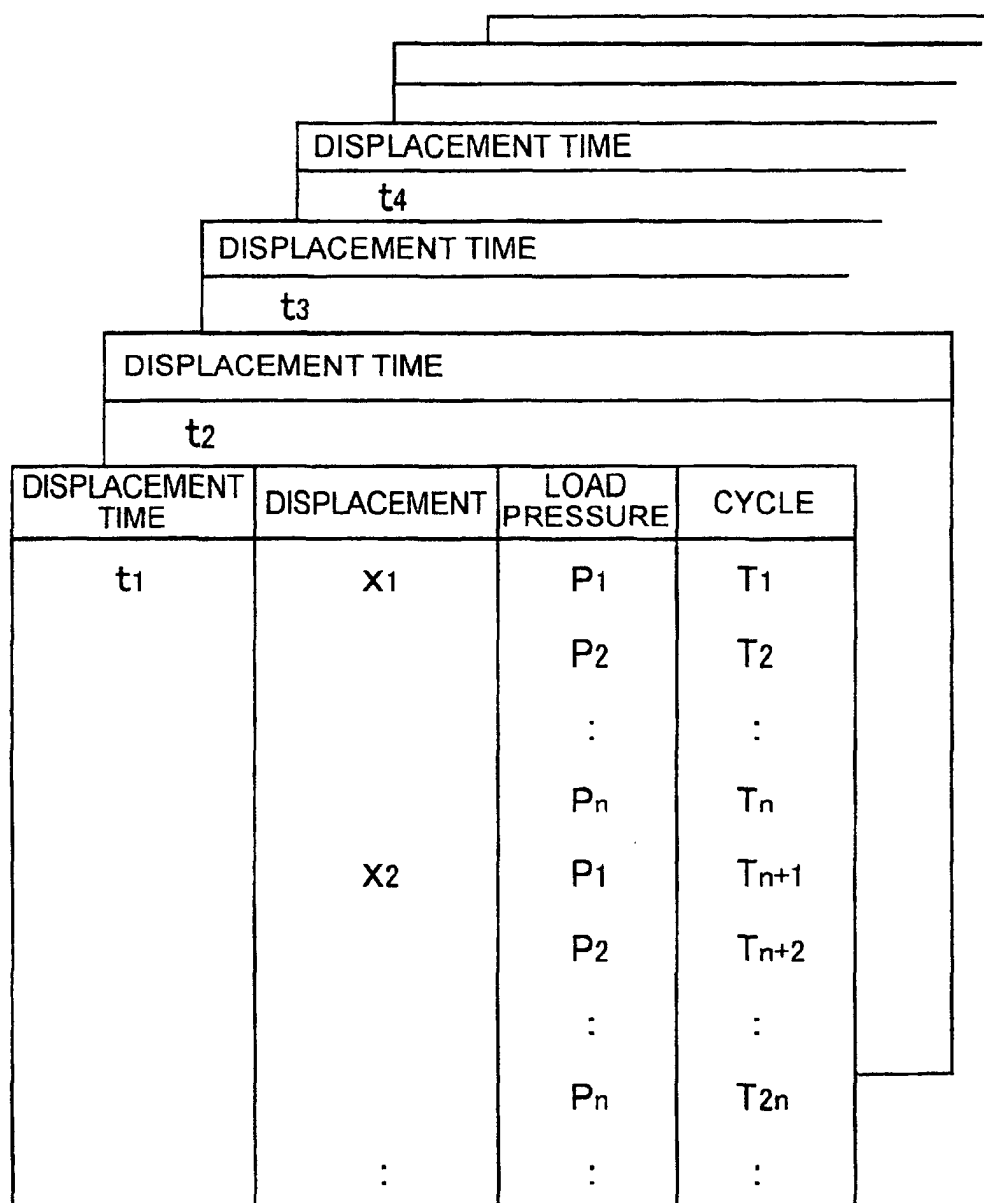 DISPLACEMENT TIME
t4
DISPLACEMENT TIME
t3
DISPLACEMENT TIME
t2
DISPLACEMENT TIME DISPLACEMENT LOAD PRESSURE CYCLE
t1 x1 P1 T1
P2 T2
: :
Pn Tn
x2 P1 Tn+1
P2 Tn+2
: :
Pn T2n
: : :